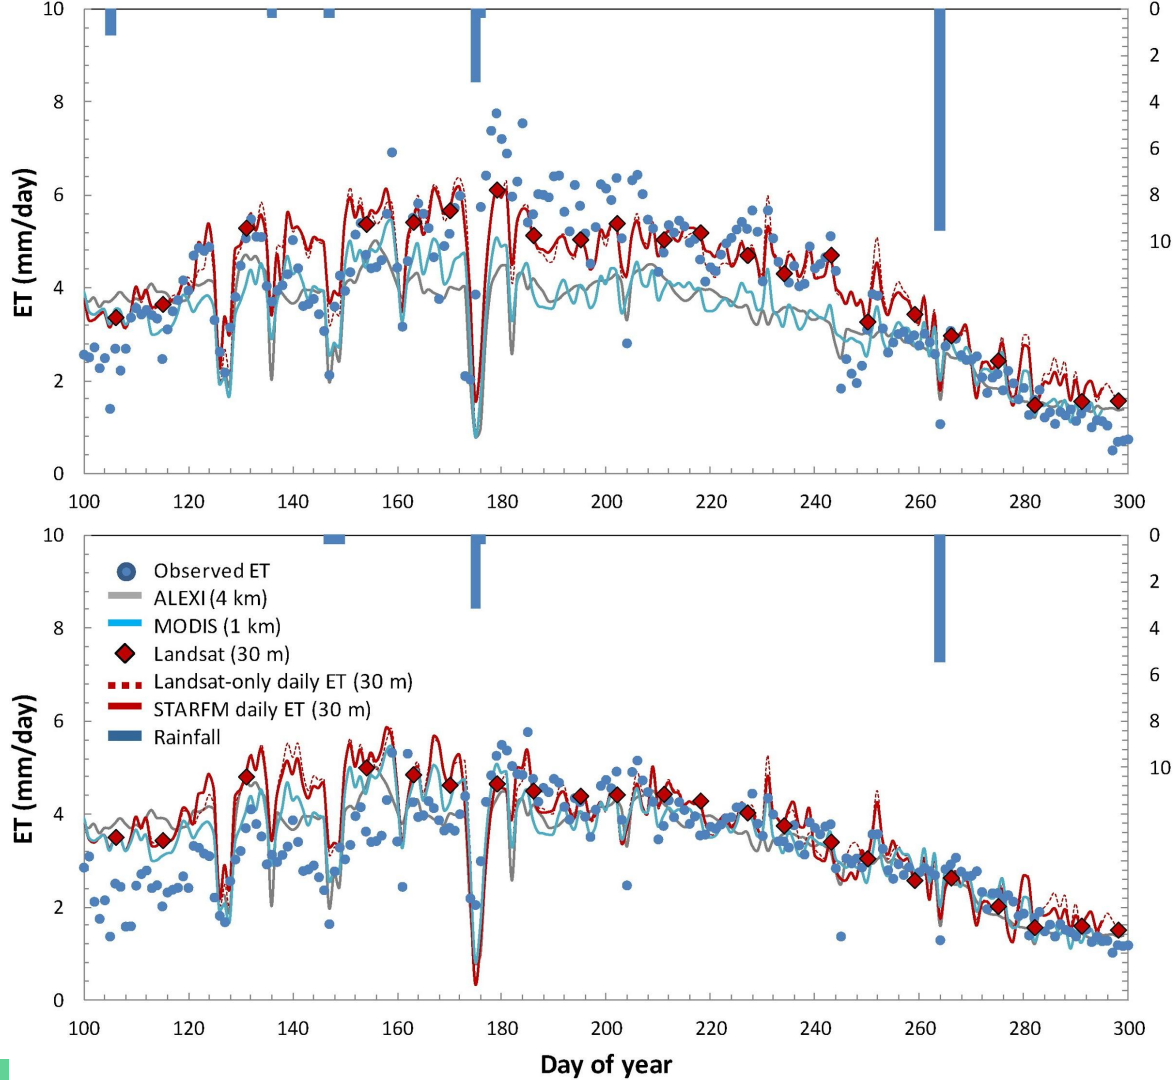 10 0
8 2
4
6 6
ET (mm/day)
8
4 10
2
0
100 120 140 160 180 200 220 240 260 280 300
10 0
Observed ET
ALEXI (4 km) 2
8 MODIS (1 km) 4
Landsat (30 m)
Landsat-only daily ET (30 m) 6
6 STARFM daily ET (30 m) 8
Rainfall
ET (mm/day)
10
4
2
0
100 120 140 160 180 200 220 240 260 280 300
Day of year